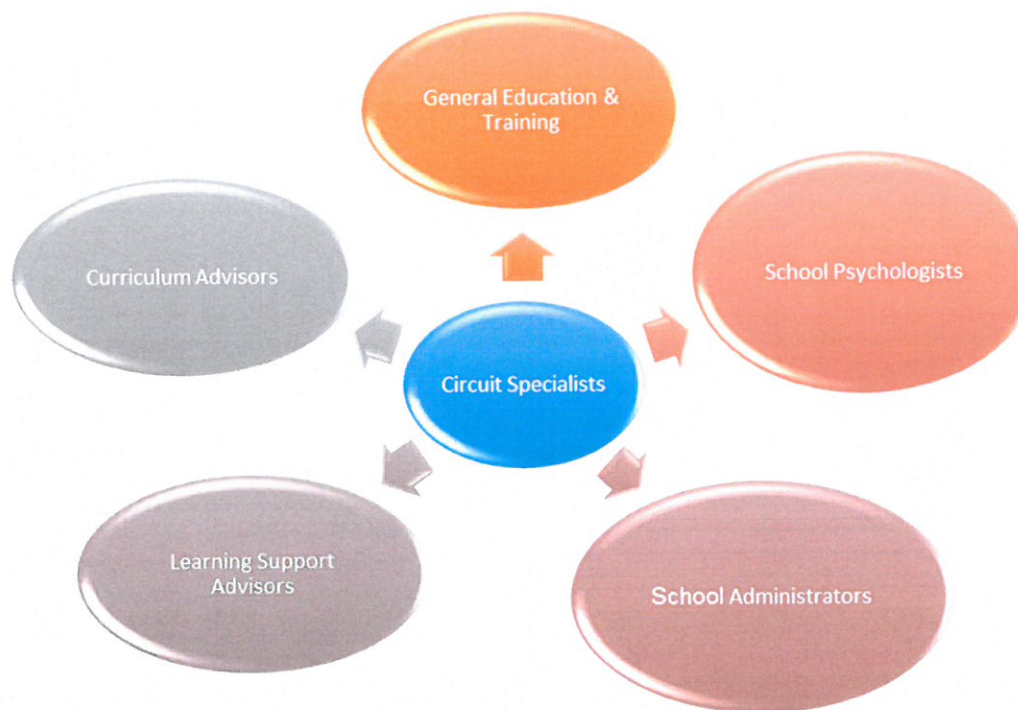 General Education &
Training
Curriculum Advisors
School Psychologists
Circuit Specialists
Learning Support
Advisors
School Administrators